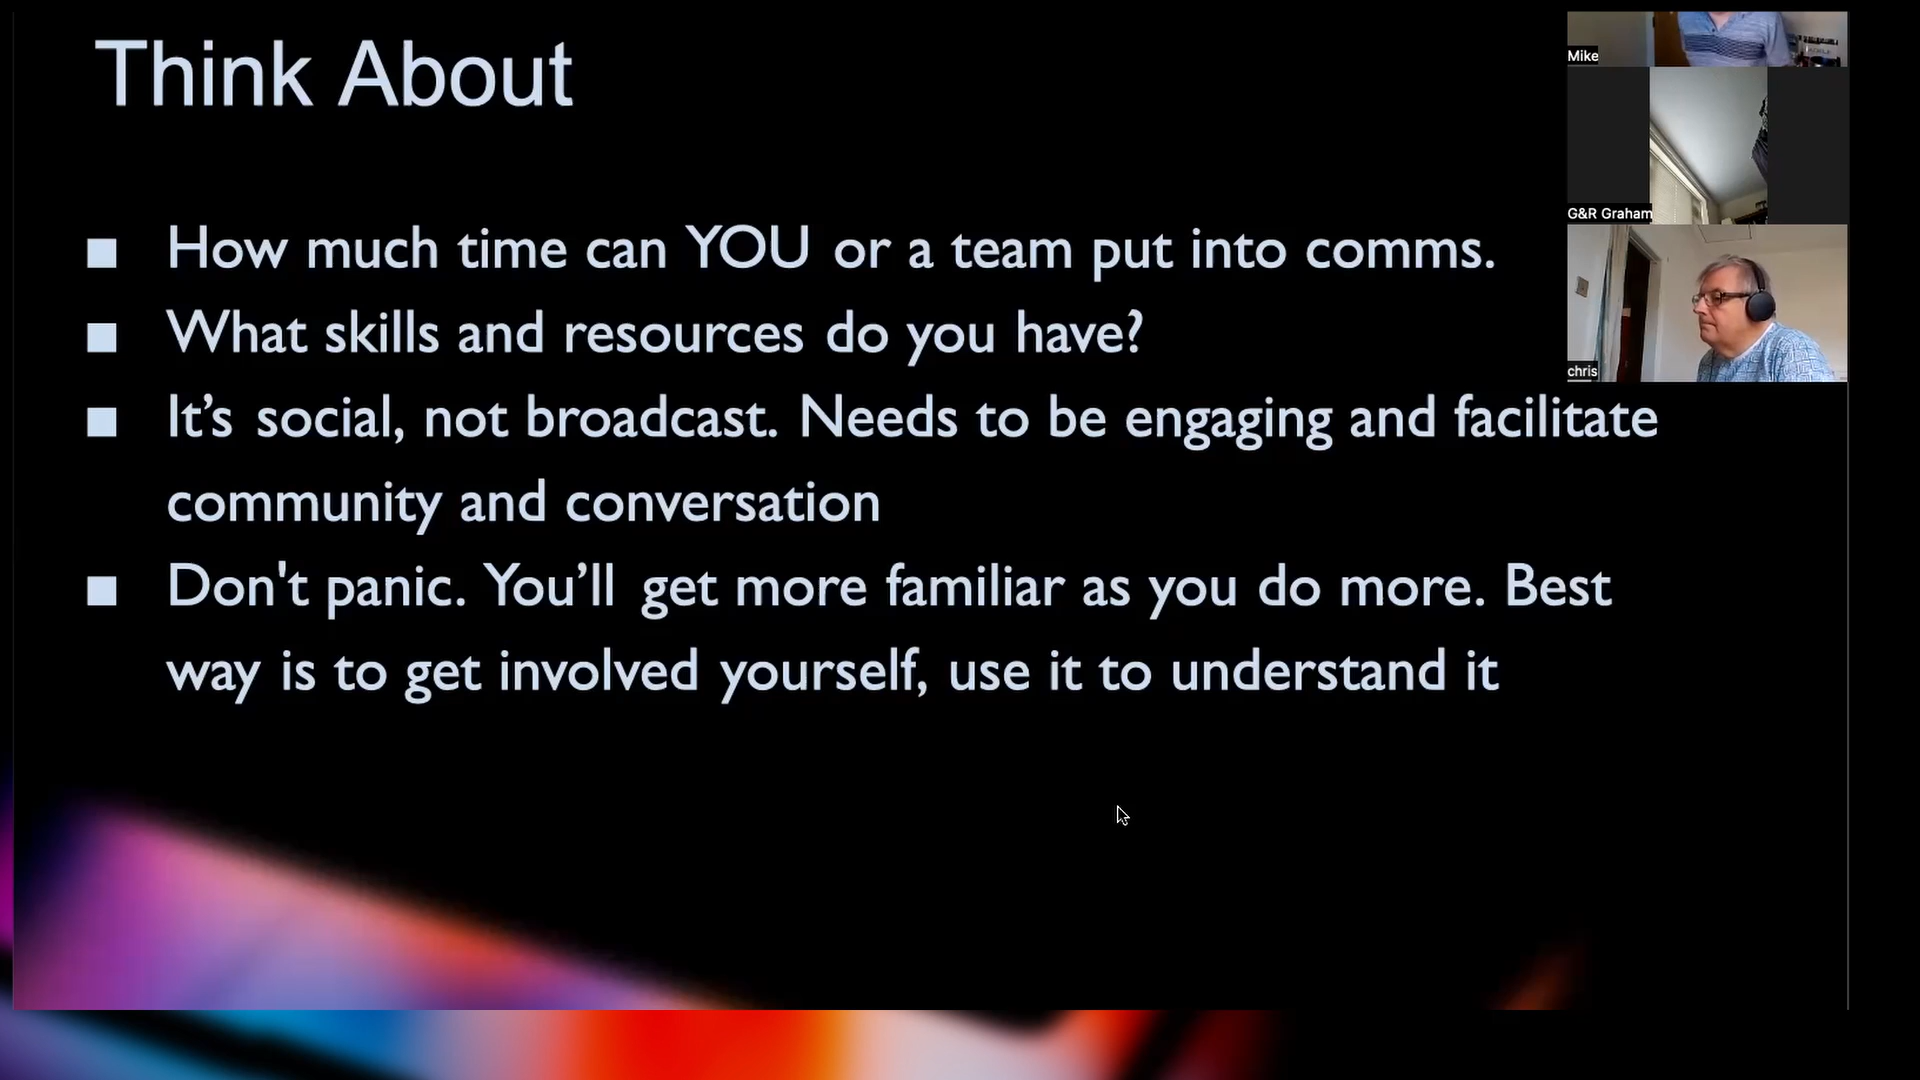 Think About
How much time can YOU or a team put into comms.
What skills and resources do you have?
It’s social, not broadcast. Needs to be engaging and facilitate
community and conversation
Don't panic. You’ll get more familiar as you do more. Best
way is to get involved yourself, use it to understand it
Mike
G&R Graham
chris